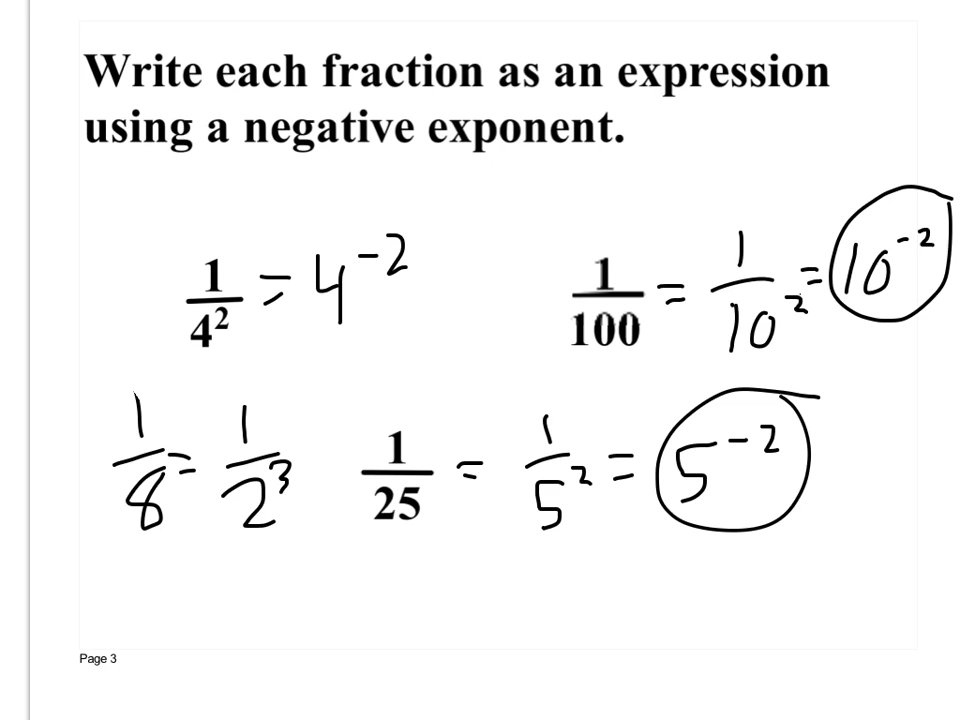 Write each fraction as an expression
using a negative exponent.
1/4² = 4⁻²
1/100 = 1/10² = 10⁻²
1/8 = 1/2³
1/25 = 1/5² = 5⁻²
Page 3